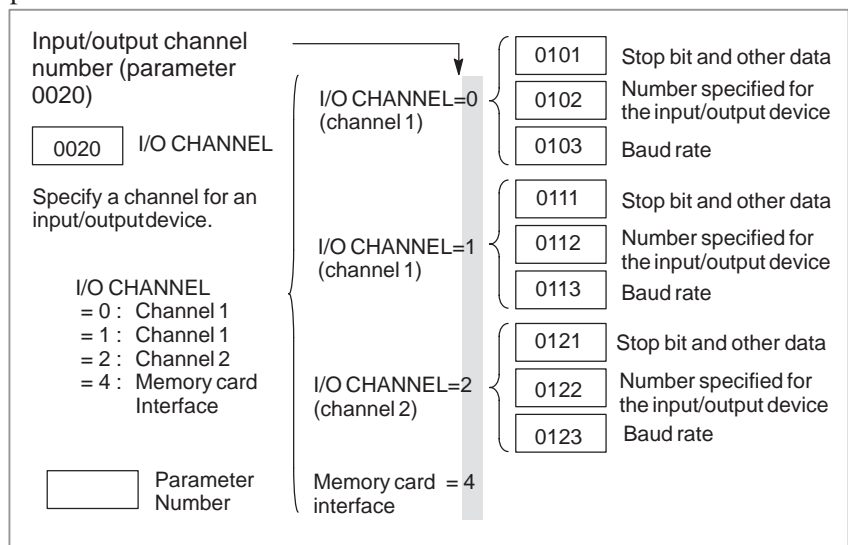 Input/output channel
number (parameter
0020)
0020 I/O CHANNEL
Specify a channel for an
input/output device.
I/O CHANNEL
= 0 : Channel 1
= 1 : Channel 1
= 2 : Channel 2
= 4 : Memory card
Interface
Parameter
Number
I/O CHANNEL=0
(channel 1)
0101 Stop bit and other data
0102 Number specified for
the input/output device
0103 Baud rate
I/O CHANNEL=1
(channel 1)
0111 Stop bit and other data
0112 Number specified for
the input/output device
0113 Baud rate
I/O CHANNEL=2
(channel 2)
0121 Stop bit and other data
0122 Number specified for
the input/output device
0123 Baud rate
Memory card = 4
interface